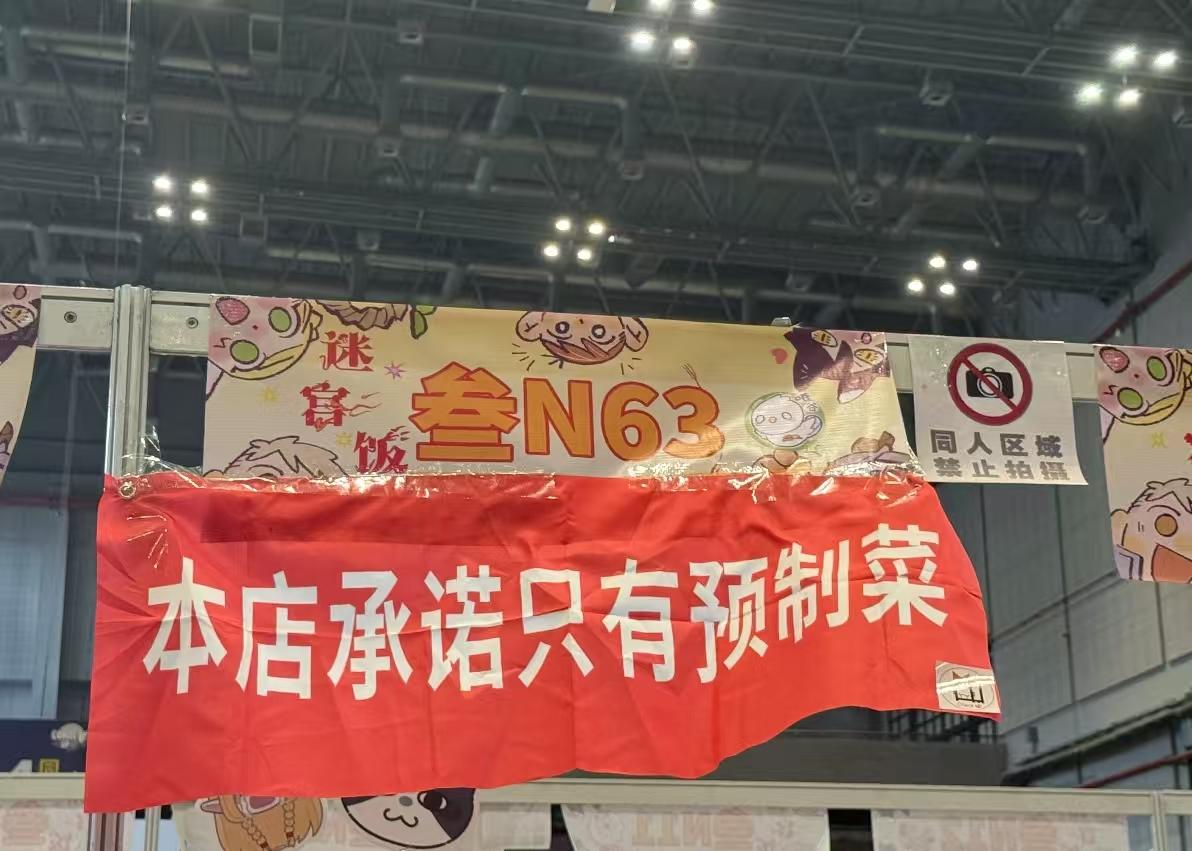 迷宫饭
叁N63
同人区域
禁止拍摄
本店承诺只有预制菜